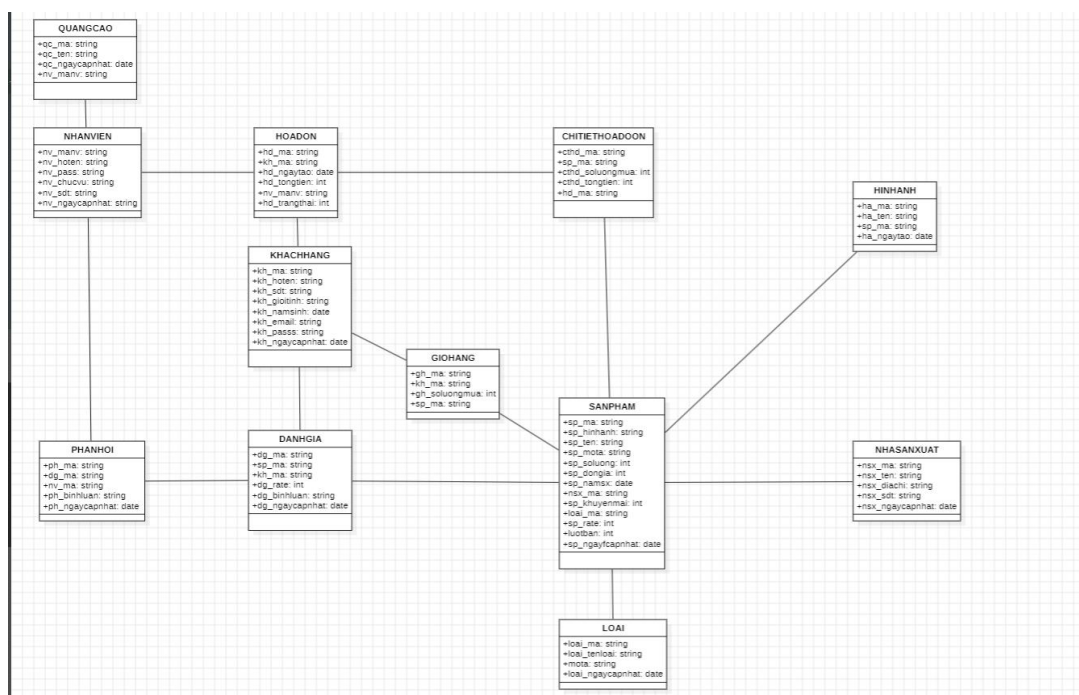 QUANGCAO
+qc_ma: string
+qc_ten: string
+qc_ngaycapnhat: date
+nv_manv: string
NHANVIEN
+nv_manv: string
+nv_hoten: string
+nv_pass: string
+nv_chucvu: string
+nv_sdt: string
+nv_ngaycapnhat: string
HOADON
+hd_ma: string
+kh_ma: string
+hd_ngaytao: date
+hd_tongtien: int
+nv_manv: string
+hd_trangthai: int
CHITIETHOADOON
+cthd_ma: string
+sp_ma: string
+cthd_soluongmua: int
+cthd_tongtien: int
+hd_ma: string
HINHANH
+ha_ma: string
+ha_ten: string
+sp_ma: string
+ha_ngaytao: date
KHACHHANG
+kh_ma: string
+kh_hoten: string
+kh_sdt: string
+kh_gioitinh: string
+kh_namsinh: date
+kh_email: string
+kh_passs: string
+kh_ngaycapnhat: date
GIOHANG
+gh_ma: string
+kh_ma: string
+gh_soluongmua: int
+sp_ma: string
SANPHAM
+sp_ma: string
+sp_hinhanh: string
+sp_ten: string
+sp_mota: string
+sp_soluong: int
+sp_dongia: int
+sp_namsx: date
+nsx_ma: string
+sp_khuyenmai: int
+loai_ma: string
+sp_rate: int
+luotban: int
+sp_ngayfcapnhat: date
PHANHOI
+ph_ma: string
+dg_ma: string
+nv_ma: string
+ph_binhluan: string
+ph_ngaycapnhat: date
DANHGIA
+dg_ma: string
+sp_ma: string
+kh_ma: string
+dg_rate: int
+dg_binhluan: string
+dg_ngaycapnhat: date
NHASANXUAT
+nsx_ma: string
+nsx_ten: string
+nsx_diachi: string
+nsx_sdt: string
+nsx_ngaycapnhat: date
LOAI
+loai_ma: string
+loai_tenloai: string
+mota: string
+loai_ngaycapnhat: date